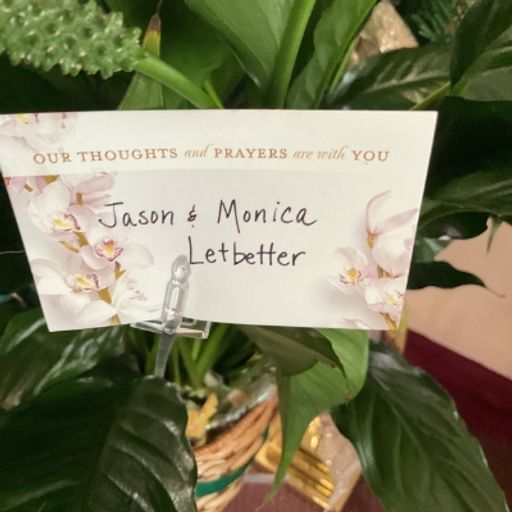 OUR THOUGHTS and PRAYERS are with YOU
Jason & Monica
Letbetter